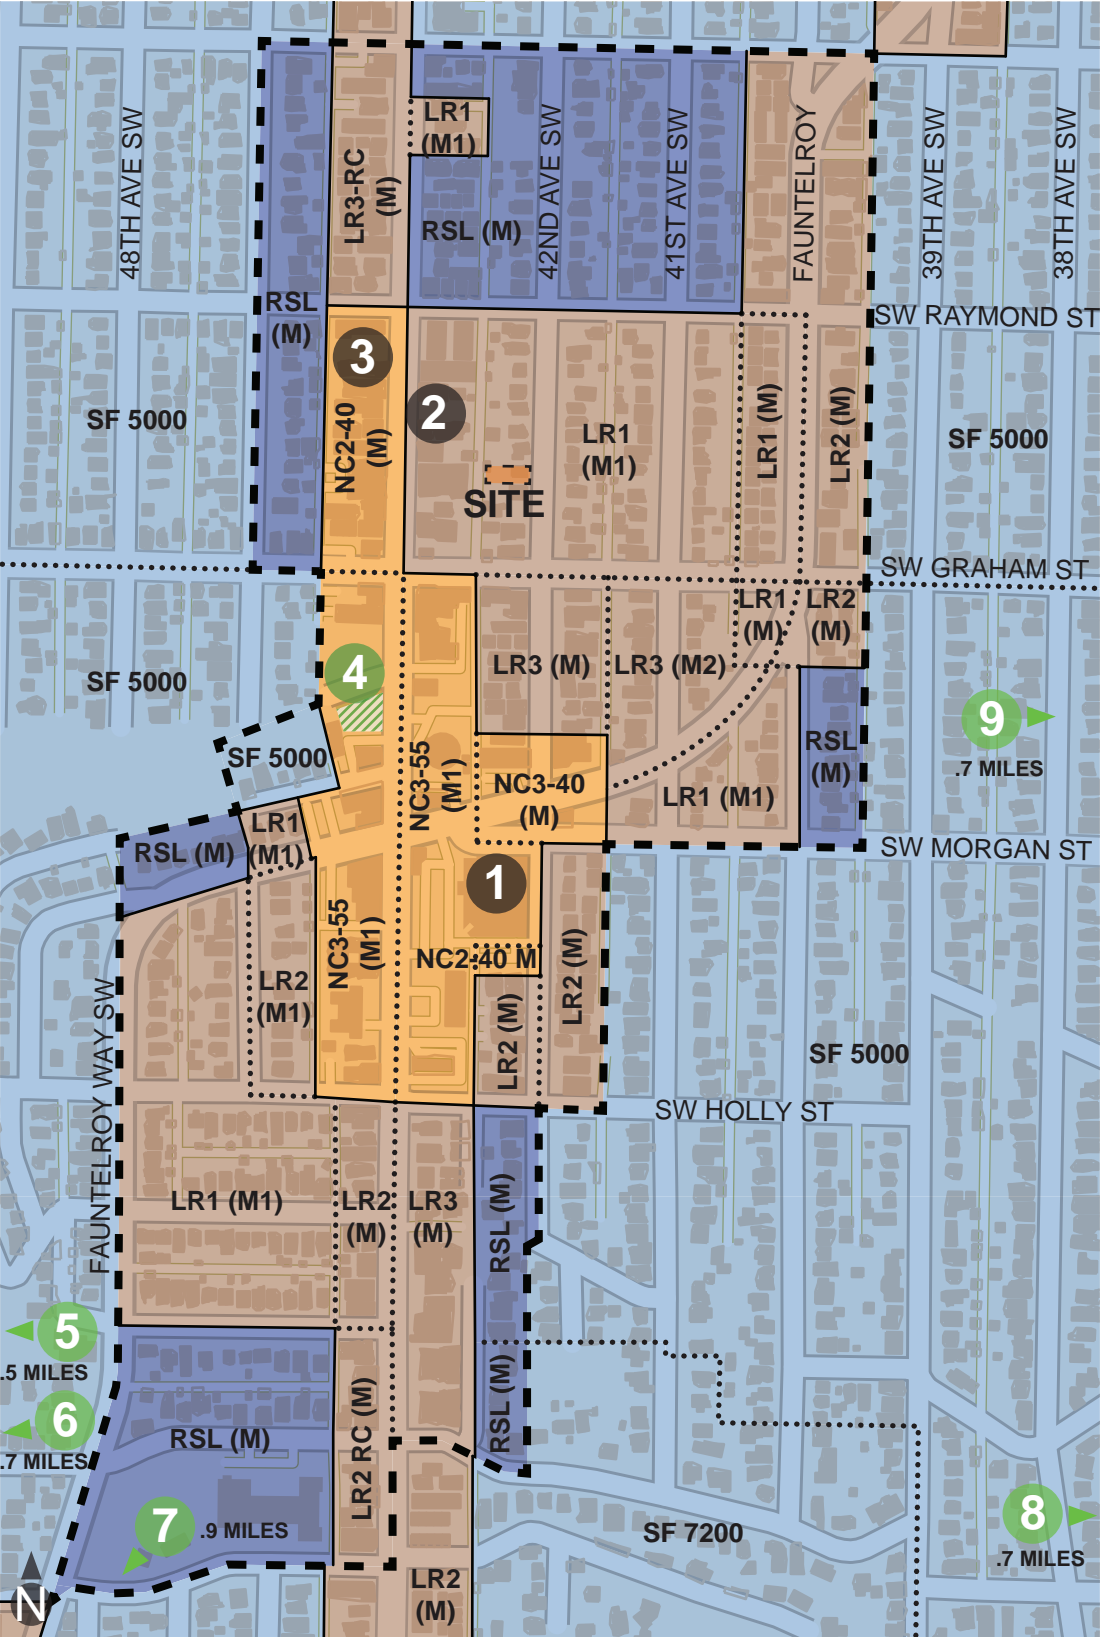 48TH AVE SW
LR3-RC
(M)
LR1
(M1)
RSL (M)
42ND AVE SW
41ST AVE SW
FAUNTELROY
39TH AVE SW
38TH AVE SW
RSL
(M)
SW RAYMOND ST
3
2
SF 5000
NC2-40
(M)
LR1
(M1)
LR1 (M)
LR2 (M)
SF 5000
SITE
SW GRAHAM ST
LR1
(M)
LR2
(M)
SF 5000
4
LR3 (M)
LR3 (M2)
9
.7 MILES
SF 5000
NC3-55
(M1)
NC3-40
(M)
RSL
(M)
LR1 (M1)
RSL (M)
LR1
(M1)
SW MORGAN ST
1
NC3-55
(M1)
NC2-40 M
LR2
(M1)
LR2 (M)
LR2 (M)
SF 5000
FAUNTELROY WAY SW
SW HOLLY ST
LR1 (M1)
LR2
(M)
LR3
(M)
RSL (M)
5
.5 MILES
6
.7 MILES
RSL (M)
LR2 RC (M)
RSL (M)
7
.9 MILES
SF 7200
8
.7 MILES
LR2
(M)
N